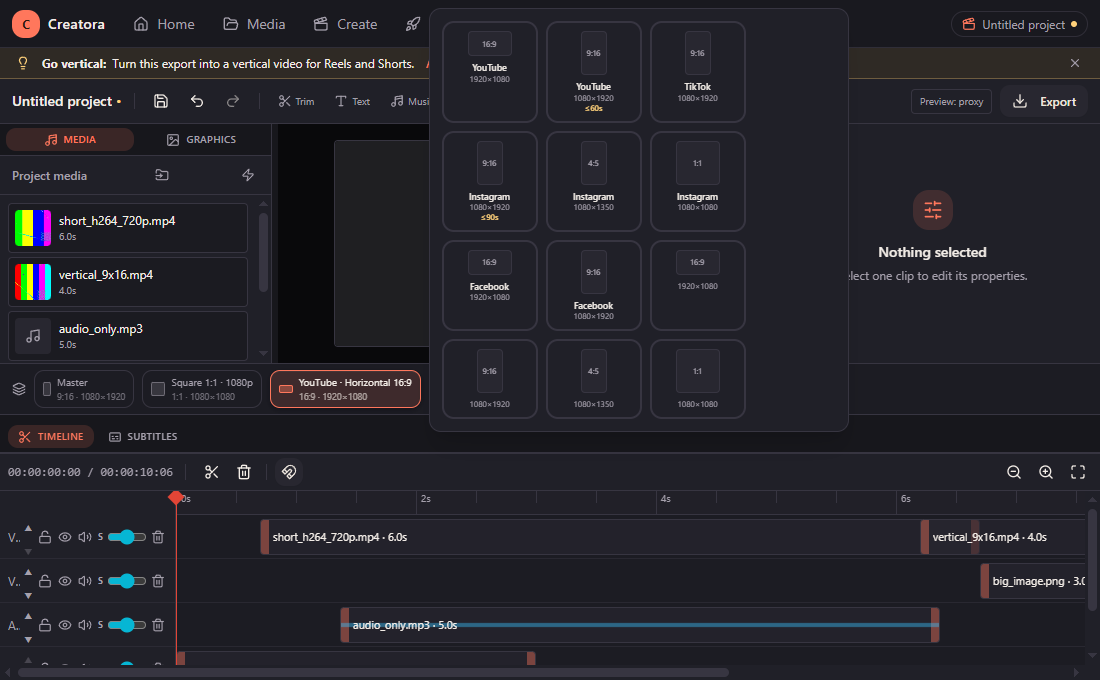 C Creatora Home Media Create
Untitled project
Go vertical: Turn this export into a vertical video for Reels and Shorts.
Untitled project •
Trim Text
Preview: proxy Export
MEDIA GRAPHICS
Project media
short_h264_720p.mp4
6.0s
vertical_9x16.mp4
4.0s
audio_only.mp3
5.0s
16:9
YouTube
1920×1080
9:16
YouTube
1080×1920
≤60s
9:16
TikTok
1080×1920
9:16
Instagram
1080×1920
≤90s
4:5
Instagram
1080×1350
1:1
Instagram
1080×1080
16:9
Facebook
1920×1080
9:16
Facebook
1080×1920
16:9
1920×1080
9:16
1080×1920
4:5
1080×1350
1:1
1080×1080
Nothing selected
one clip to edit its properties.
Master
9:16 · 1080×1920
Square 1:1 · 1080p
1:1 · 1080×1080
YouTube · Horizontal 16:9
16:9 · 1920×1080
TIMELINE SUBTITLES
00:00:00:00 / 00:00:10:06
0s 2s 4s 6s
V.. S
short_h264_720p.mp4 · 6.0s
vertical_9x16.mp4 · 4.0s
V.. S
big_image.png · 3.0
A.. S
audio_only.mp3 · 5.0s